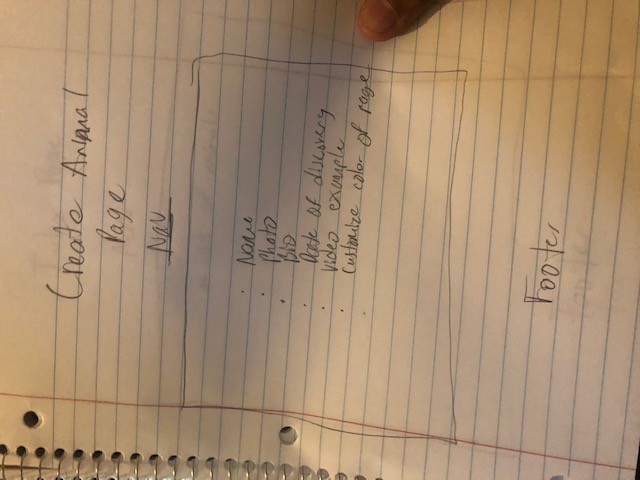 Create Animal
Page
Nav
· Name
· Photo
· Bio
· Date of discovery
· Video example
· Customize color of page
Footer